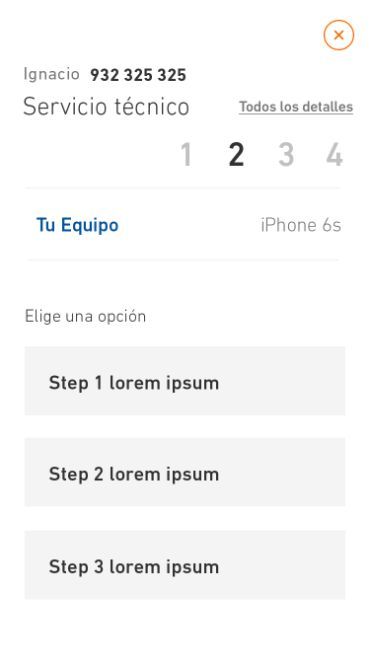 Ignacio 932 325 325
Servicio técnico Todos los detalles
1 2 3 4
Tu Equipo iPhone 6s
Elige una opción
Step 1 lorem ipsum
Step 2 lorem ipsum
Step 3 lorem ipsum